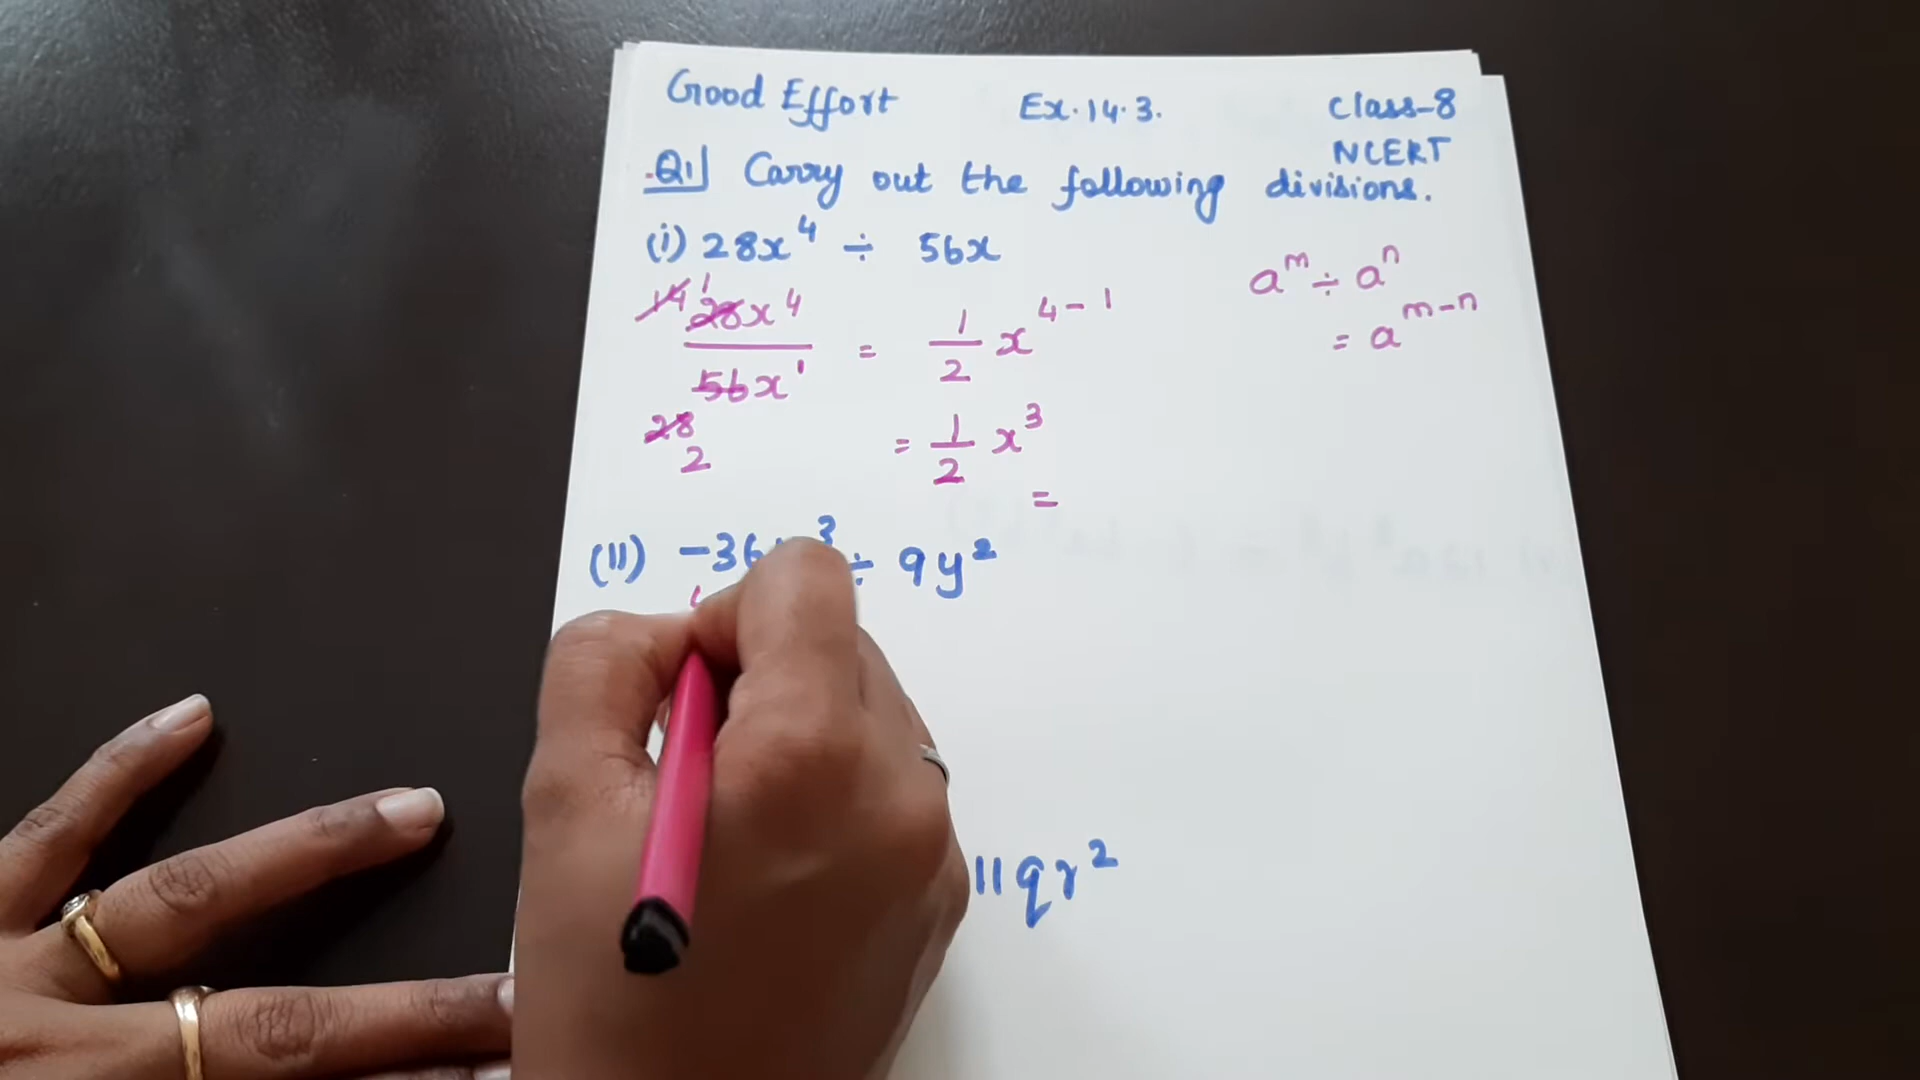 Good Effort Ex. 14.3. Class-8
NCERT
Q1] Carry out the following divisions.
(i) 28x⁴ ÷ 56x
14 1 28x⁴ / 56x¹ 28 2 = 1/2 x⁴⁻¹
= 1/2 x³
=
aᵐ ÷ aⁿ
= aᵐ⁻ⁿ
(II) -36 ³ ÷ 9y²
11qr²